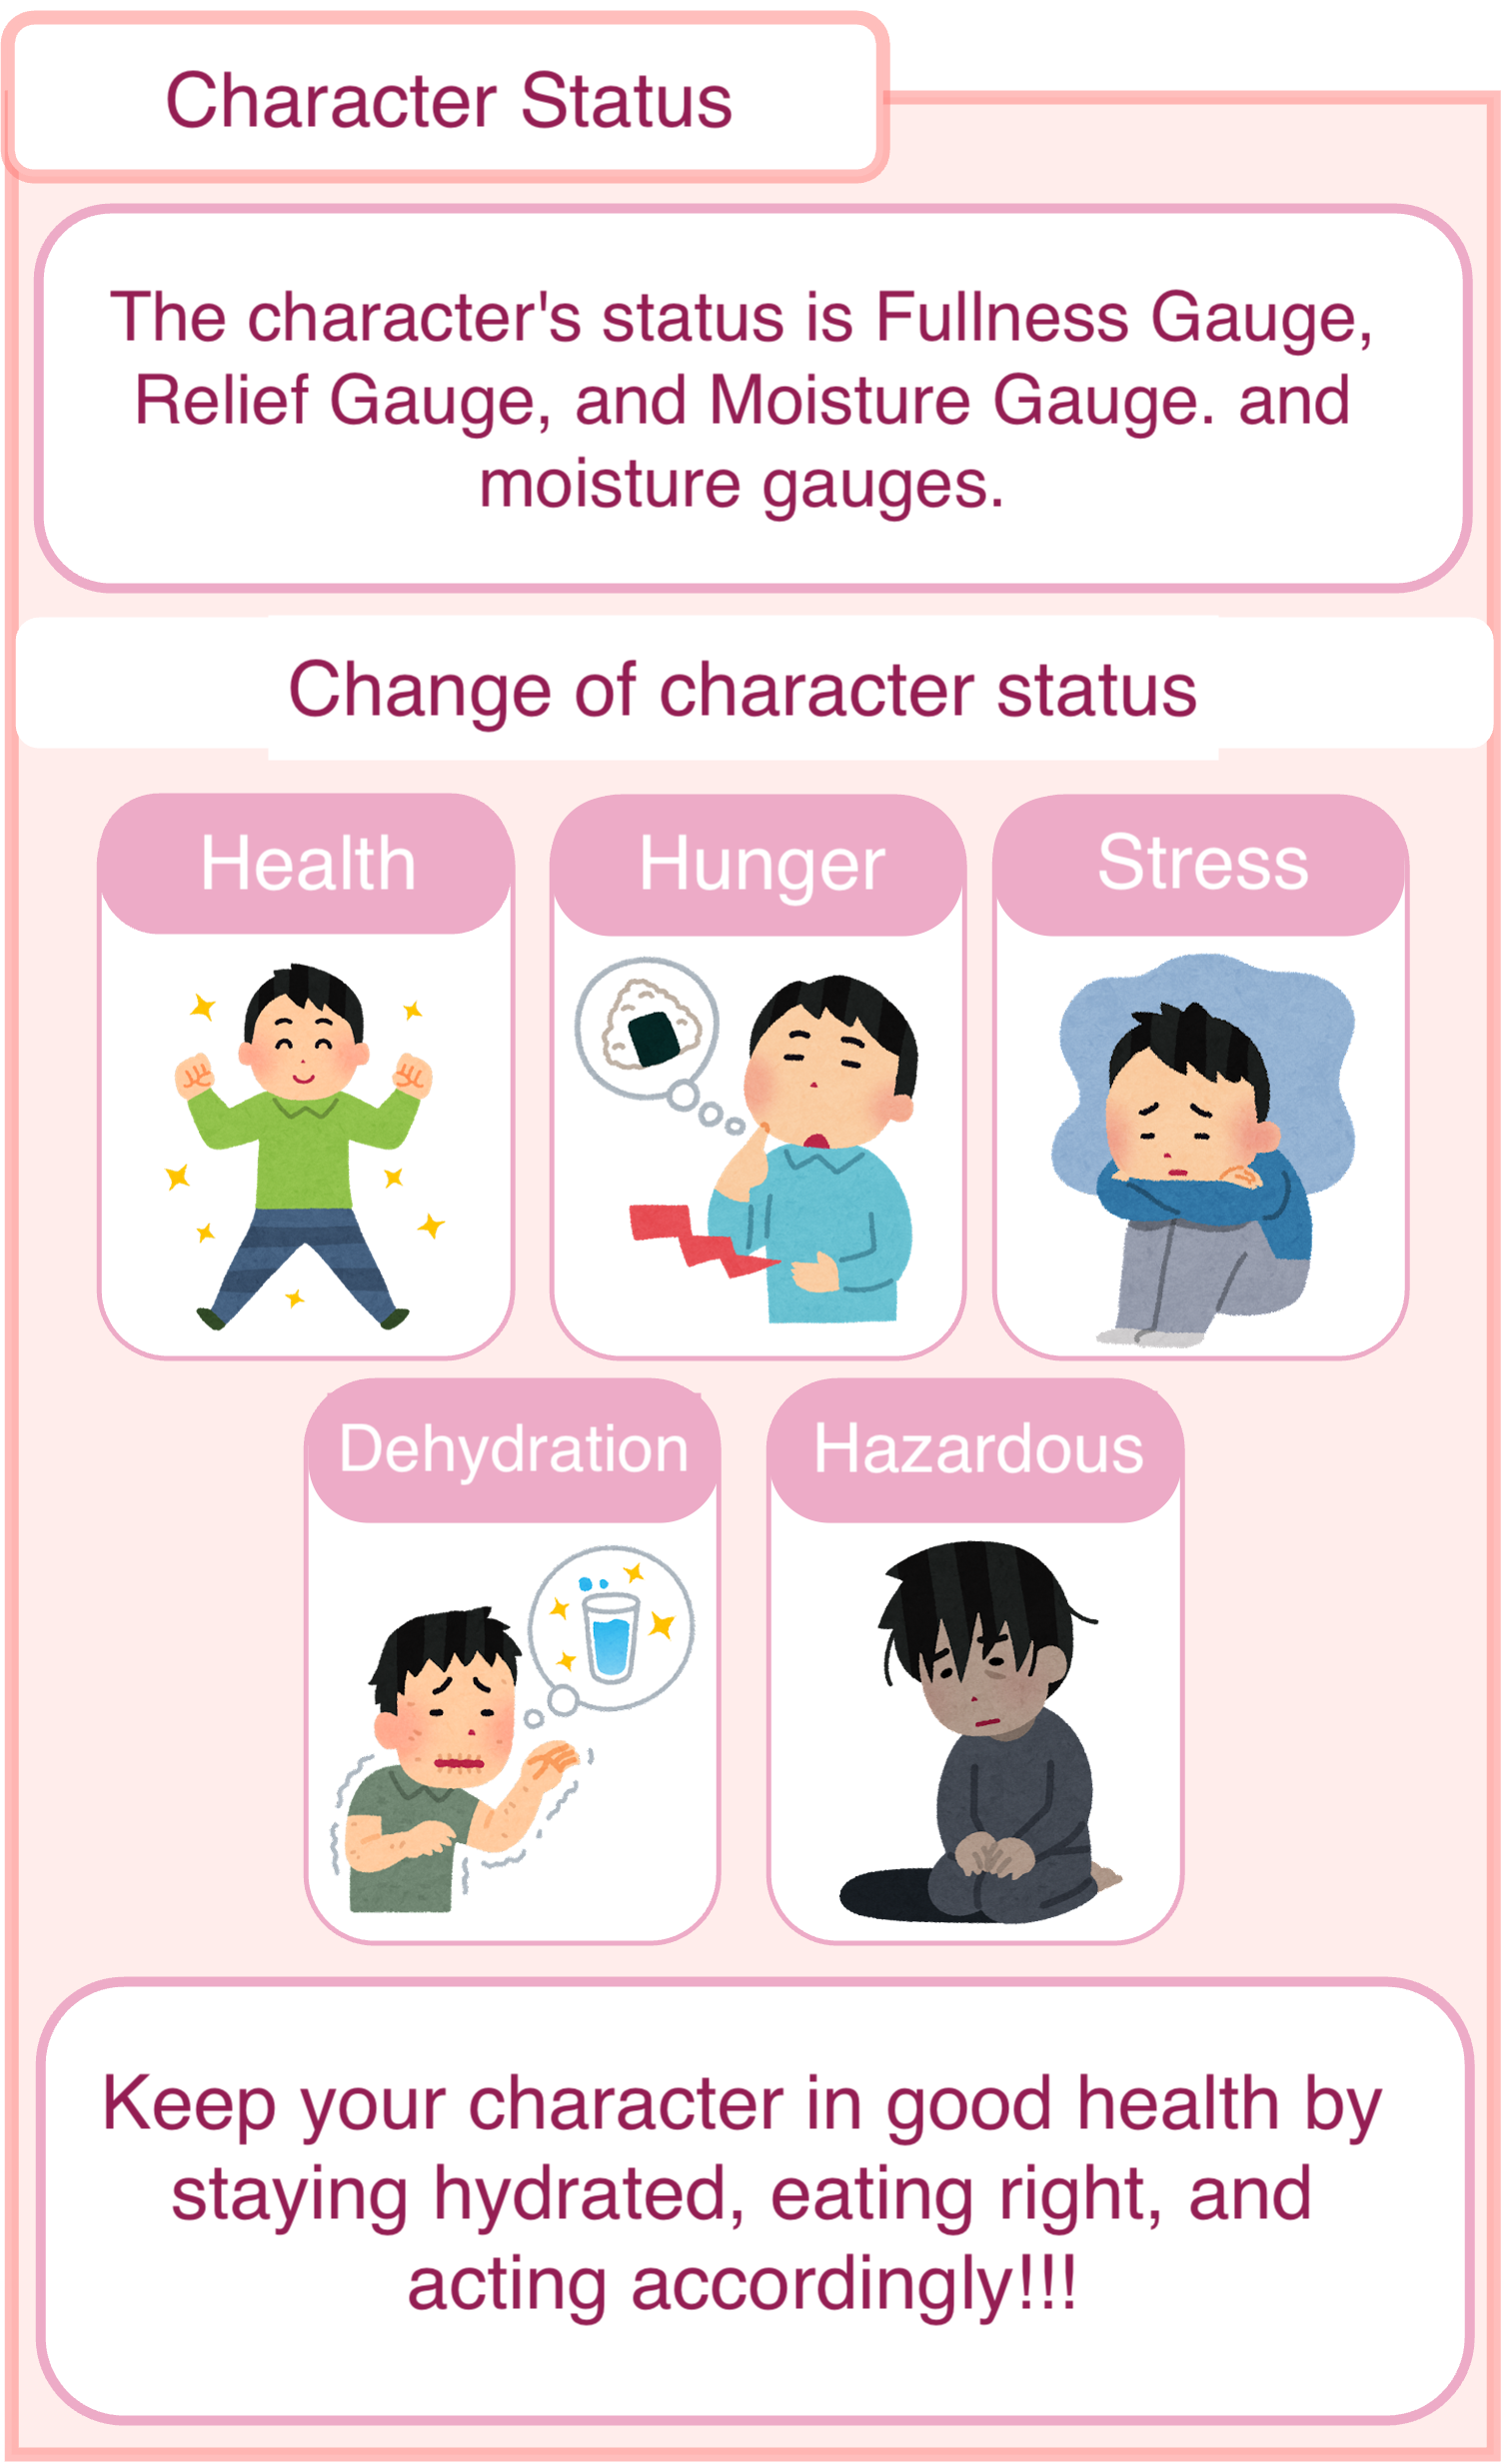 Character Status
The character's status is Fullness Gauge,
Relief Gauge, and Moisture Gauge. and
moisture gauges.
Change of character status
Health
Hunger
Stress
Dehydration
Hazardous
Keep your character in good health by
staying hydrated, eating right, and
acting accordingly!!!